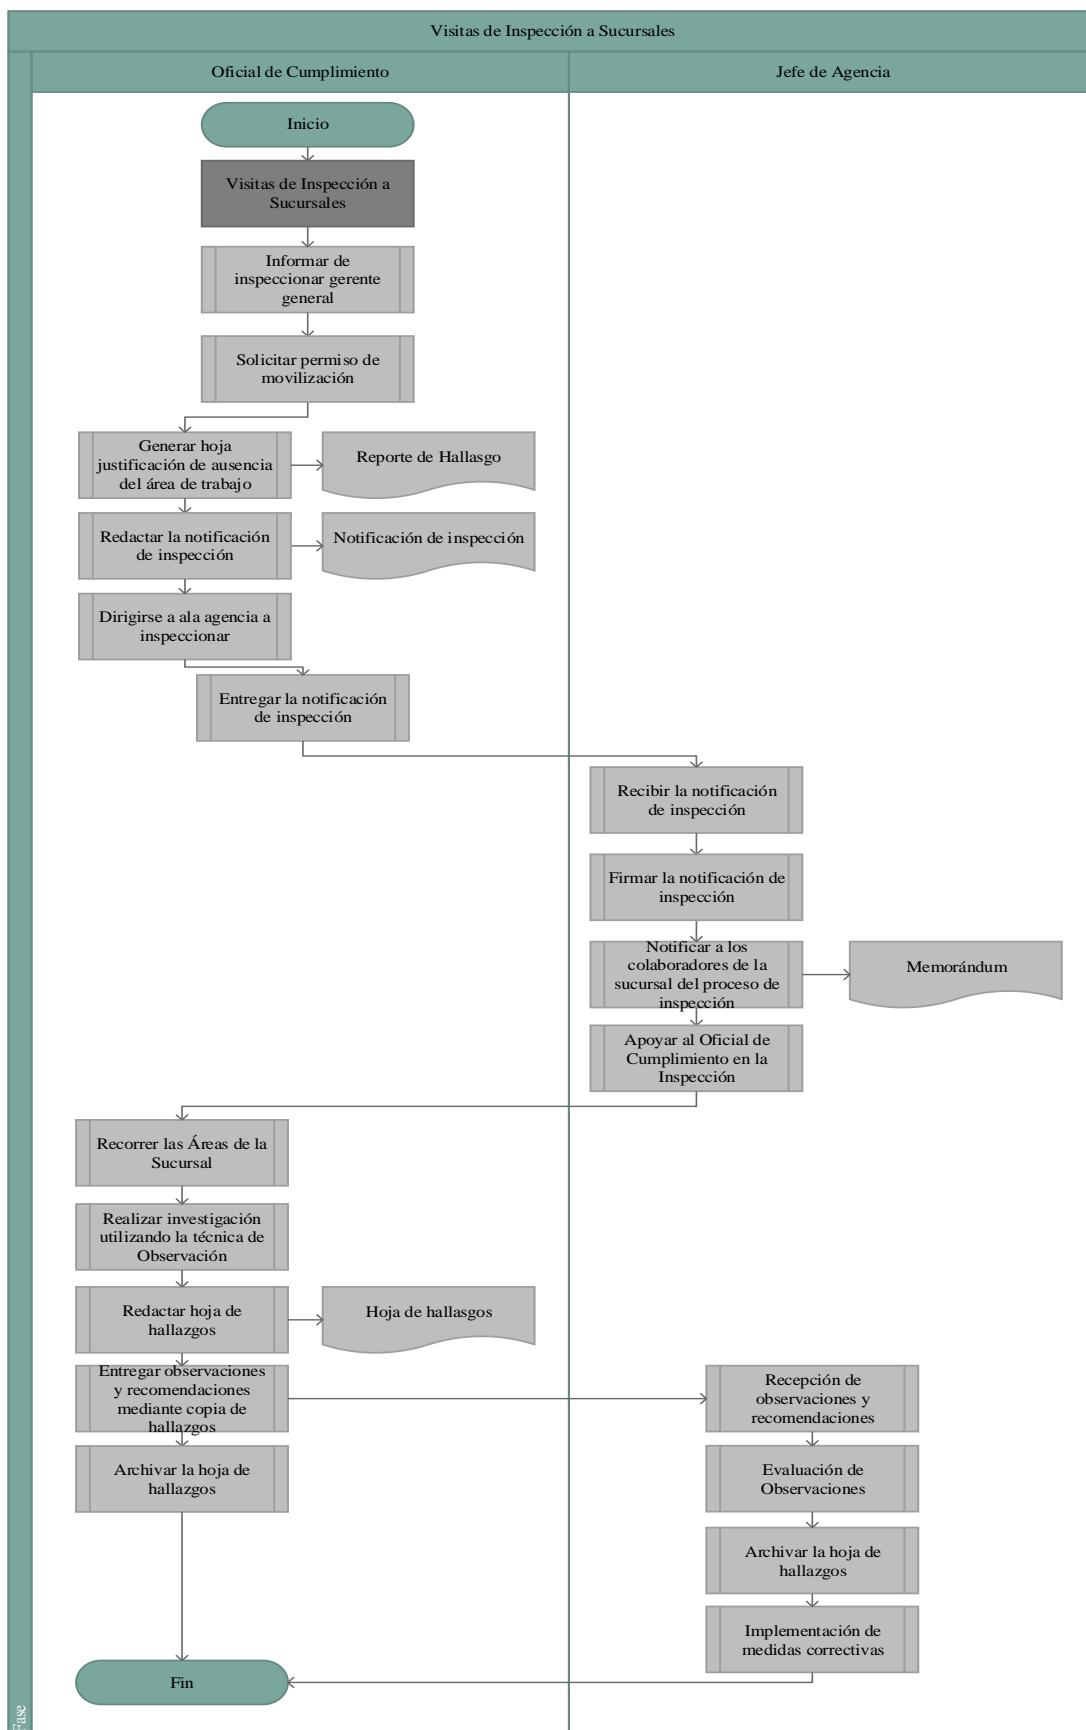 Visitas de Inspección a Sucursales
Oficial de Cumplimiento
Jefe de Agencia
Inicio
Visitas de Inspección a
Sucursales
Informar de
inspeccionar gerente
general
Solicitar permiso de
movilización
Generar hoja
justificación de ausencia
del área de trabajo
Reporte de Hallasgo
Redactar la notificación
de inspección
Notificación de inspección
Dirigirse a ala agencia a
inspeccionar
Entregar la notificación
de inspección
Recibir la notificación
de inspección
Firmar la notificación de
inspección
Notificar a los
colaboradores de la
sucursal del proceso de
inspección
Memorándum
Apoyar al Oficial de
Cumplimiento en la
Inspección
Recorrer las Áreas de la
Sucursal
Realizar investigación
utilizando la técnica de
Observación
Redactar hoja de
hallazgos
Hoja de hallasgos
Entregar observaciones
y recomendaciones
mediante copia de
hallazgos
Recepción de
observaciones y
recomendaciones
Archivar la hoja de
hallazgos
Evaluación de
Observaciones
Archivar la hoja de
hallazgos
Implementación de
medidas correctivas
Fin
Fase